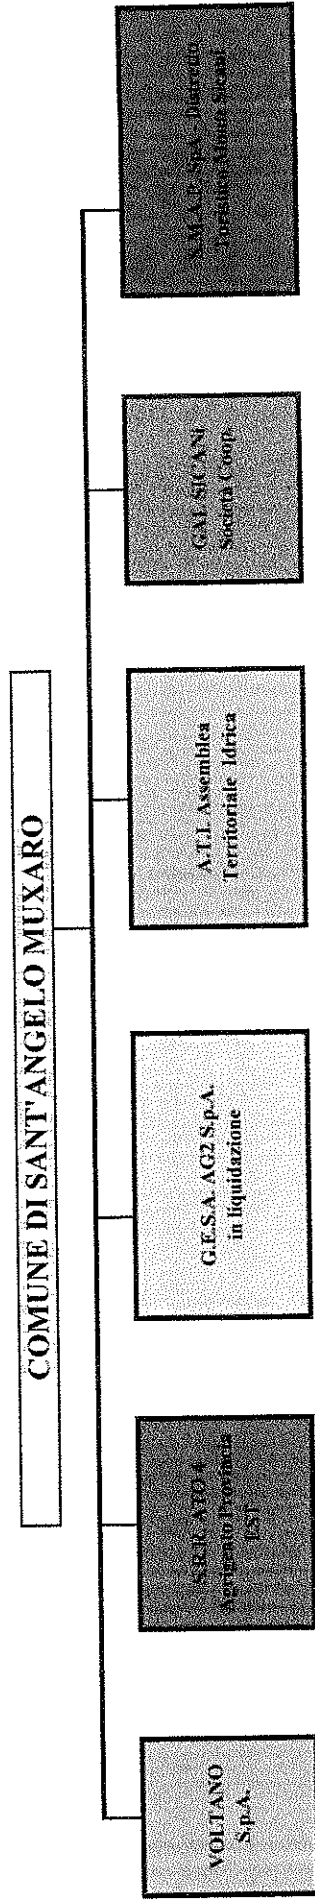 COMUNE DI SANT'ANGELO MUXARO
VOLTANO
S.p.A.
S.R.R. ATO 4
Agrigento Provincia
EST
G.E.S.A. AG2 S.p.A.
in liquidazione
A.T.I. Assemblea
Territoriale Idrica
GAL SICANI
Società Coop.
S.M.A.P. SpA - Distretto
Turistico Monti Sicani